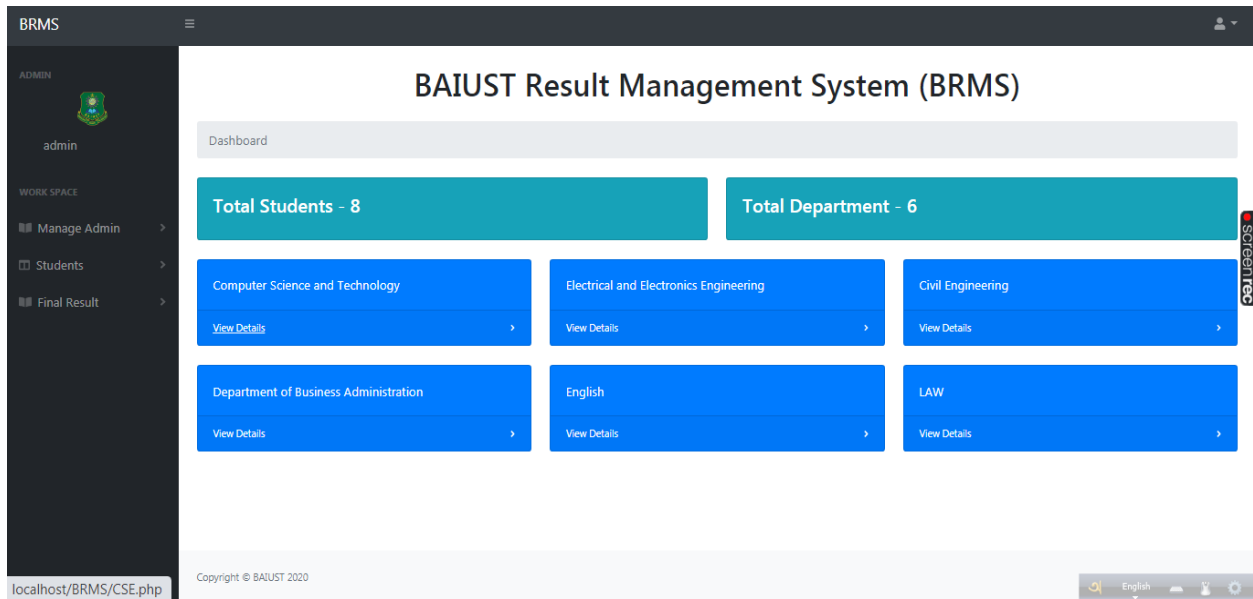 BRMS
ADMIN
admin
WORK SPACE
Manage Admin
Students
Final Result
BAIUST Result Management System (BRMS)
Dashboard
Total Students - 8
Total Department - 6
Computer Science and Technology
View Details
Electrical and Electronics Engineering
View Details
Civil Engineering
View Details
Department of Business Administration
View Details
English
View Details
LAW
View Details
Copyright © BAIUST 2020
localhost/BRMS/CSE.php
screenrec
অ English